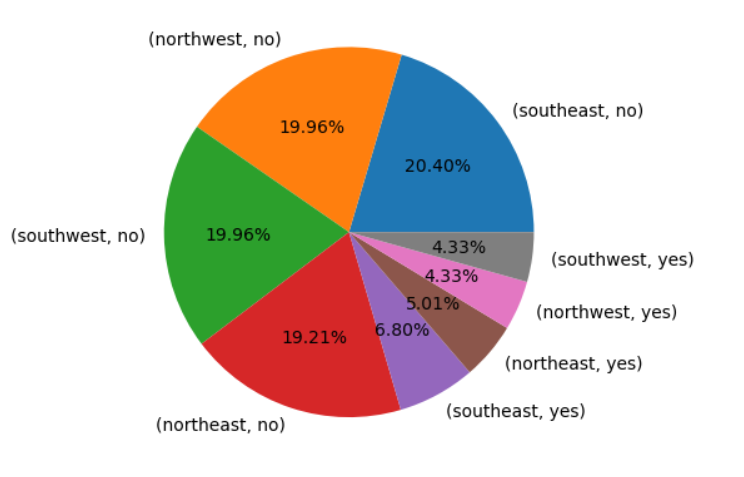 (northwest, no)
(southeast, no)
19.96%
20.40%
(southwest, no)
19.96%
4.33%
(southwest, yes)
4.33%
5.01%
(northwest, yes)
19.21%
6.80%
(northeast, yes)
(southeast, yes)
(northeast, no)